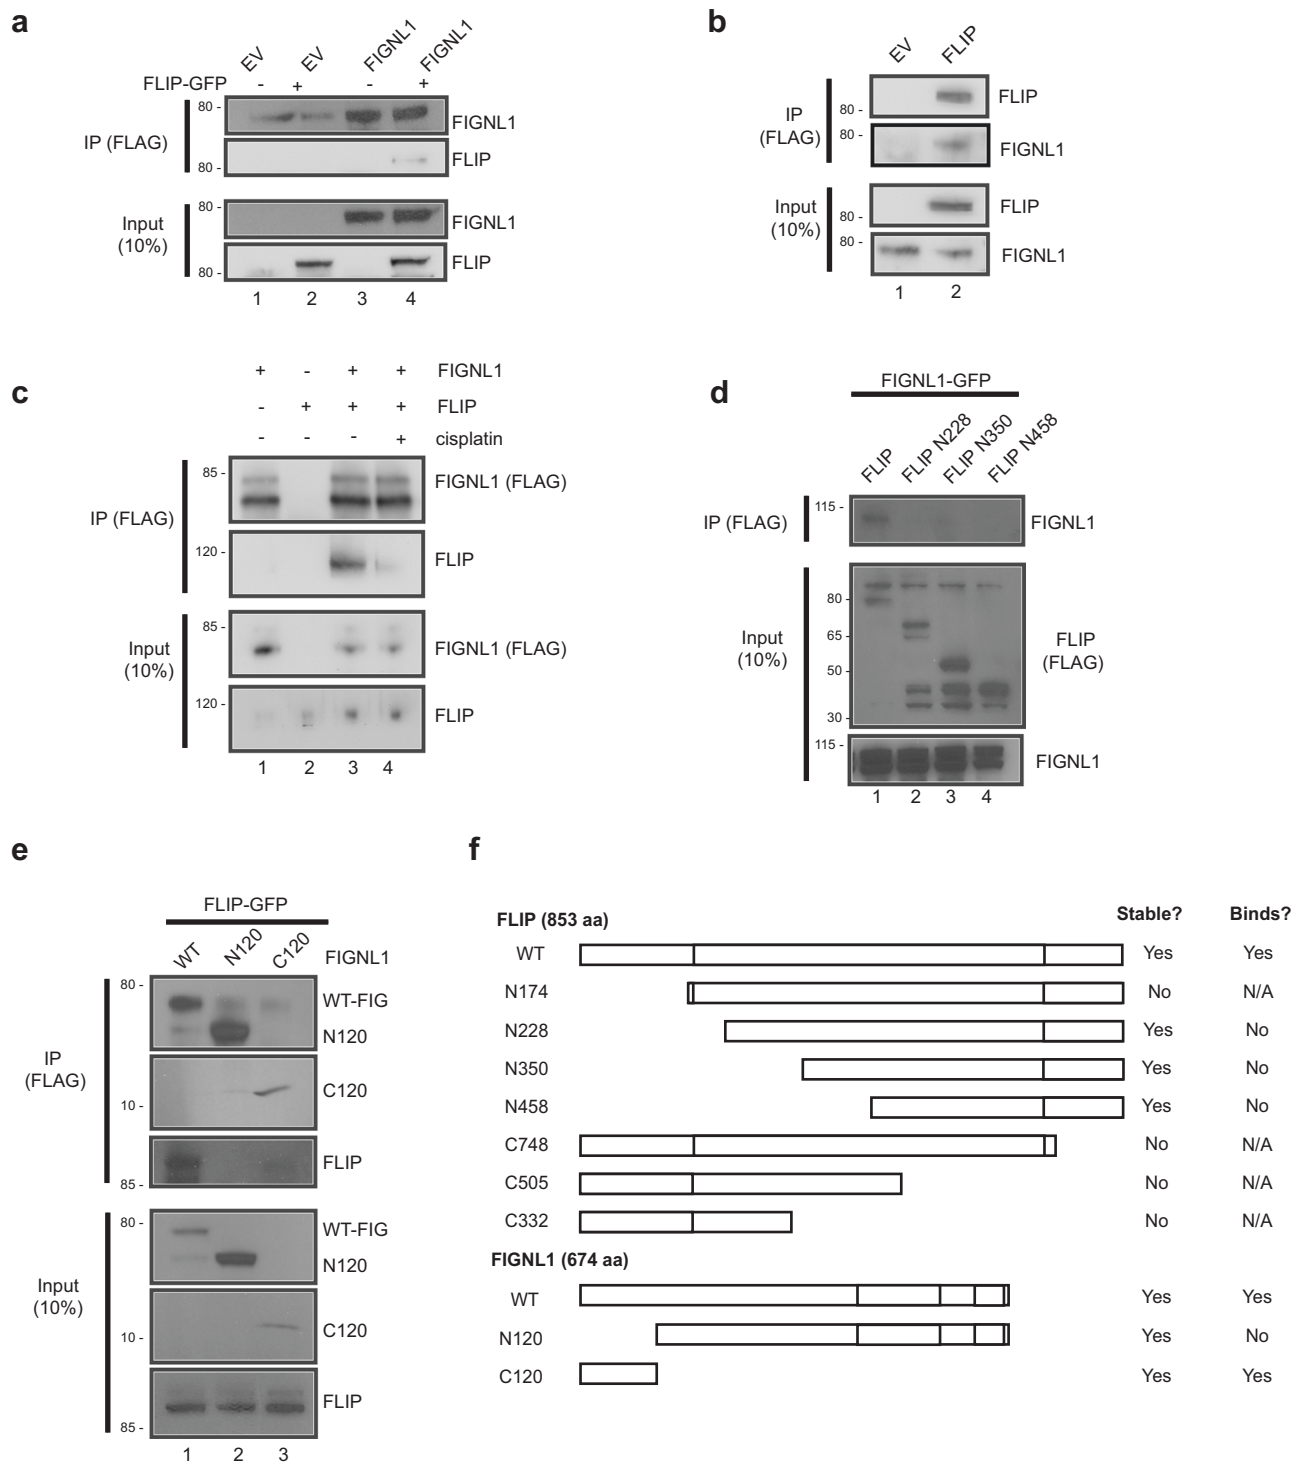 a
EV EV FIGNL1 FIGNL1
FLIP-GFP - + - +
IP (FLAG)
80 - FIGNL1
80 - FLIP
Input
(10%)
80 - FIGNL1
80 - FLIP
1 2 3 4
b
EV FLIP
IP
(FLAG)
80 - FLIP
80 - FIGNL1
Input
(10%)
80 - FLIP
80 - FIGNL1
1 2
c
+ - + + FIGNL1
- + + + FLIP
- - - + cisplatin
IP (FLAG)
85 - FIGNL1 (FLAG)
120 - FLIP
Input
(10%)
85 - FIGNL1 (FLAG)
120 - FLIP
1 2 3 4
d
FIGNL1-GFP
FLIP FLIP N228 FLIP N350 FLIP N458
IP (FLAG)
115 - FIGNL1
Input
(10%)
80 -
65 -
50 -
30 -
FLIP
(FLAG)
115 - FIGNL1
1 2 3 4
e
FLIP-GFP
WT N120 C120 FIGNL1
IP
(FLAG)
80 - WT-FIG
N120
C120
10 -
FLIP
85 -
Input
(10%)
80 - WT-FIG
N120
C120
10 -
FLIP
85 -
1 2 3
f
FLIP (853 aa) Stable? Binds?
WT Yes Yes
N174 No N/A
N228 Yes No
N350 Yes No
N458 Yes No
C748 No N/A
C505 No N/A
C332 No N/A
FIGNL1 (674 aa)
WT Yes Yes
N120 Yes No
C120 Yes Yes